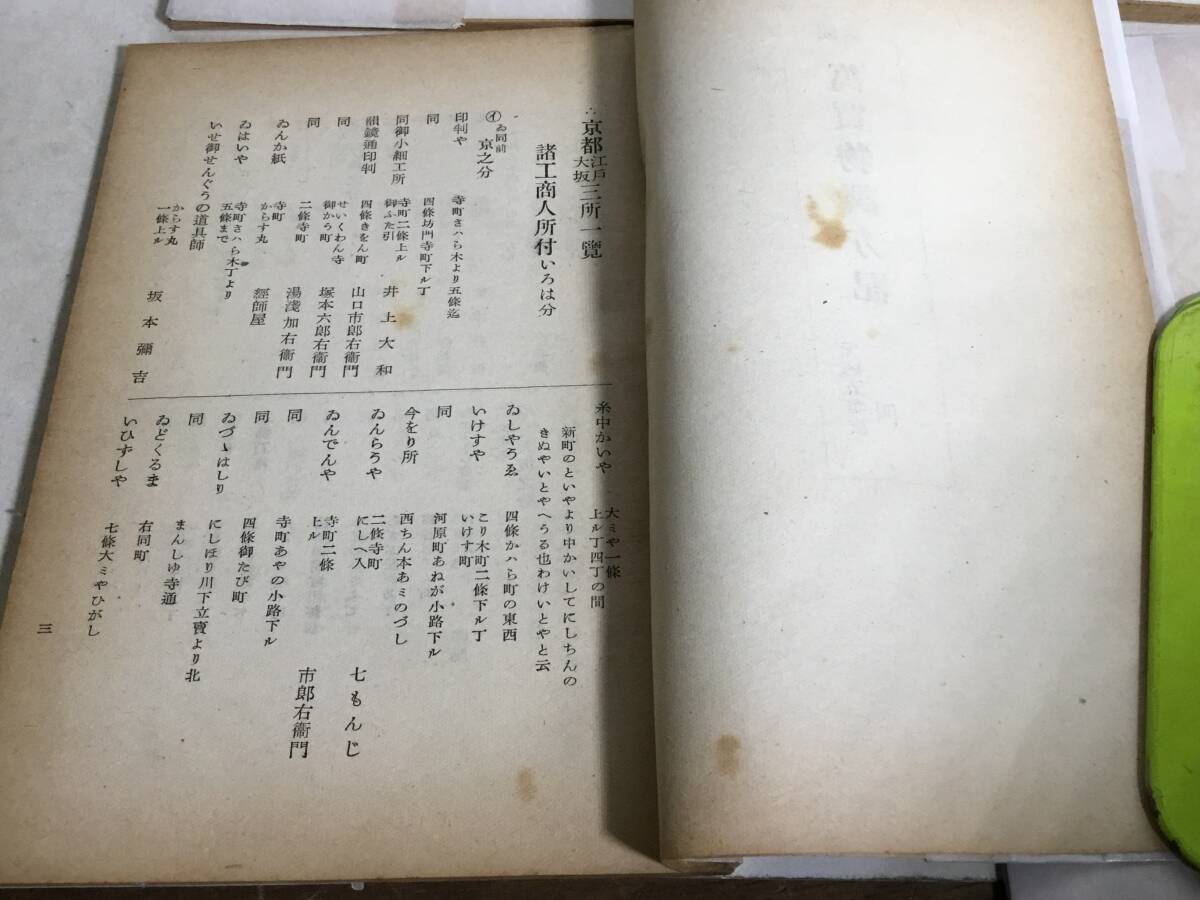 ∴京都江戸大坂三所一覽
諸工商人所付いろは分
㋑ゐ同前 京之分
印判や 寺町さハら木より五條迄
同 四條坊門寺町下ル丁
同御小細工所 寺町二條上ル御ふた引 井上大和
顯鏡通印判 四條きをん町 山口市郎右衞門
同 せいくわん寺御かう町 塚本六郎右衞門
同 二條寺町 湯淺加右衞門
ゐんか紙 寺町からす丸 經師屋
ゐはいや 寺町さハら木丁より五條まで
いせ御せんぐうの道具師 からす丸一條上ル 坂本彌吉
糸中かいや 大ミや一條上ル丁四丁の間
新町のといやより中かいしてにしちんの
きぬやいとやへうる也わけいとやと云
ゐしやうゑ 四條かハら町の東西
いけすや こり木町二條下ル丁いけす町
同 河原町あねが小路下ル
今をり所 西ちん本あミのづし
ゐんらうや 二條寺町にしへ入 七もんじ
ゐんでんや 寺町二條上ル
同 寺町あやの小路下ル 市郎右衞門
同 四條御たび町
ゐづゝはしり にしほり川下立賣より北
同 まんしゆ寺通
ゐどくるま 右同町
いひずしや 七條大ミやひがし
三